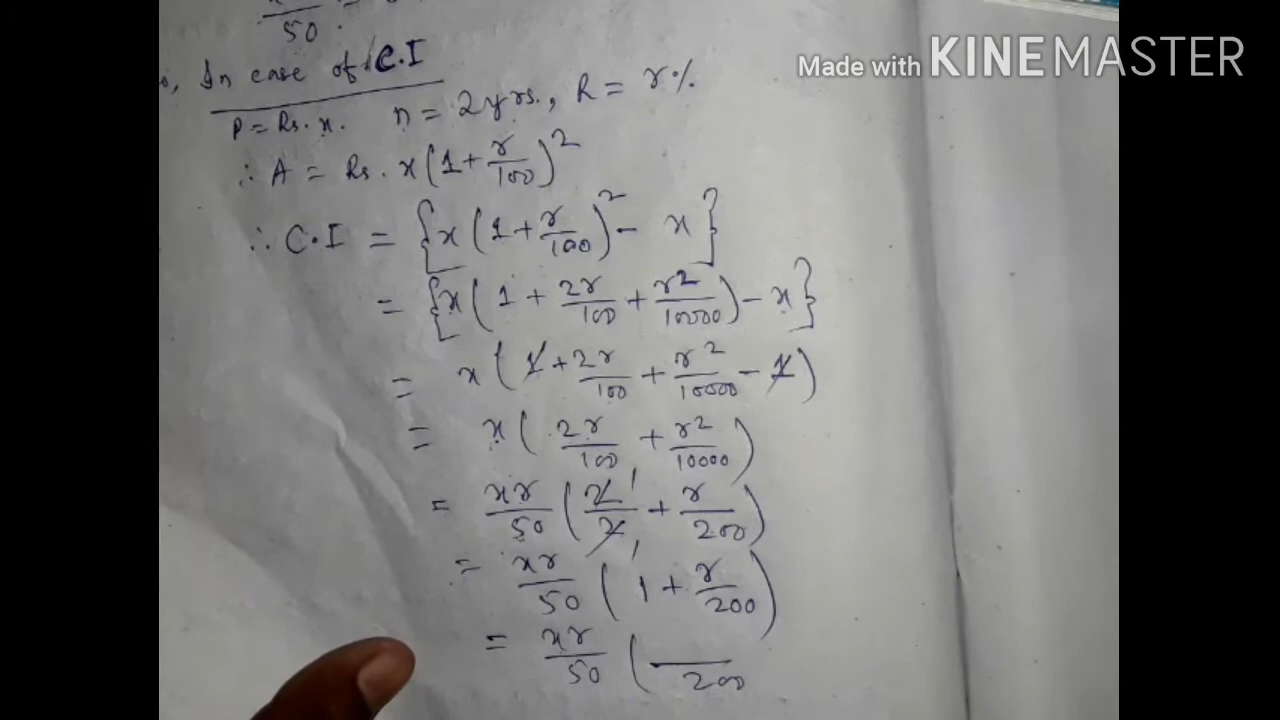 Made with KINEMASTER
50
In case of C.I
P = Rs. x. n = 2 yrs., R = r%
∴ A = Rs. x(1 + r/100)²
∴ C.I = {x(1 + r/100)² - x}
= {x(1 + 2r/100 + r²/10000) - x}
= x(1 + 2r/100 + r²/10000 - 1)
= x(2r/100 + r²/10000)
= xr/50 (2/2 + r/200)
= xr/50 (1 + r/200)
= xr/50 ( /200